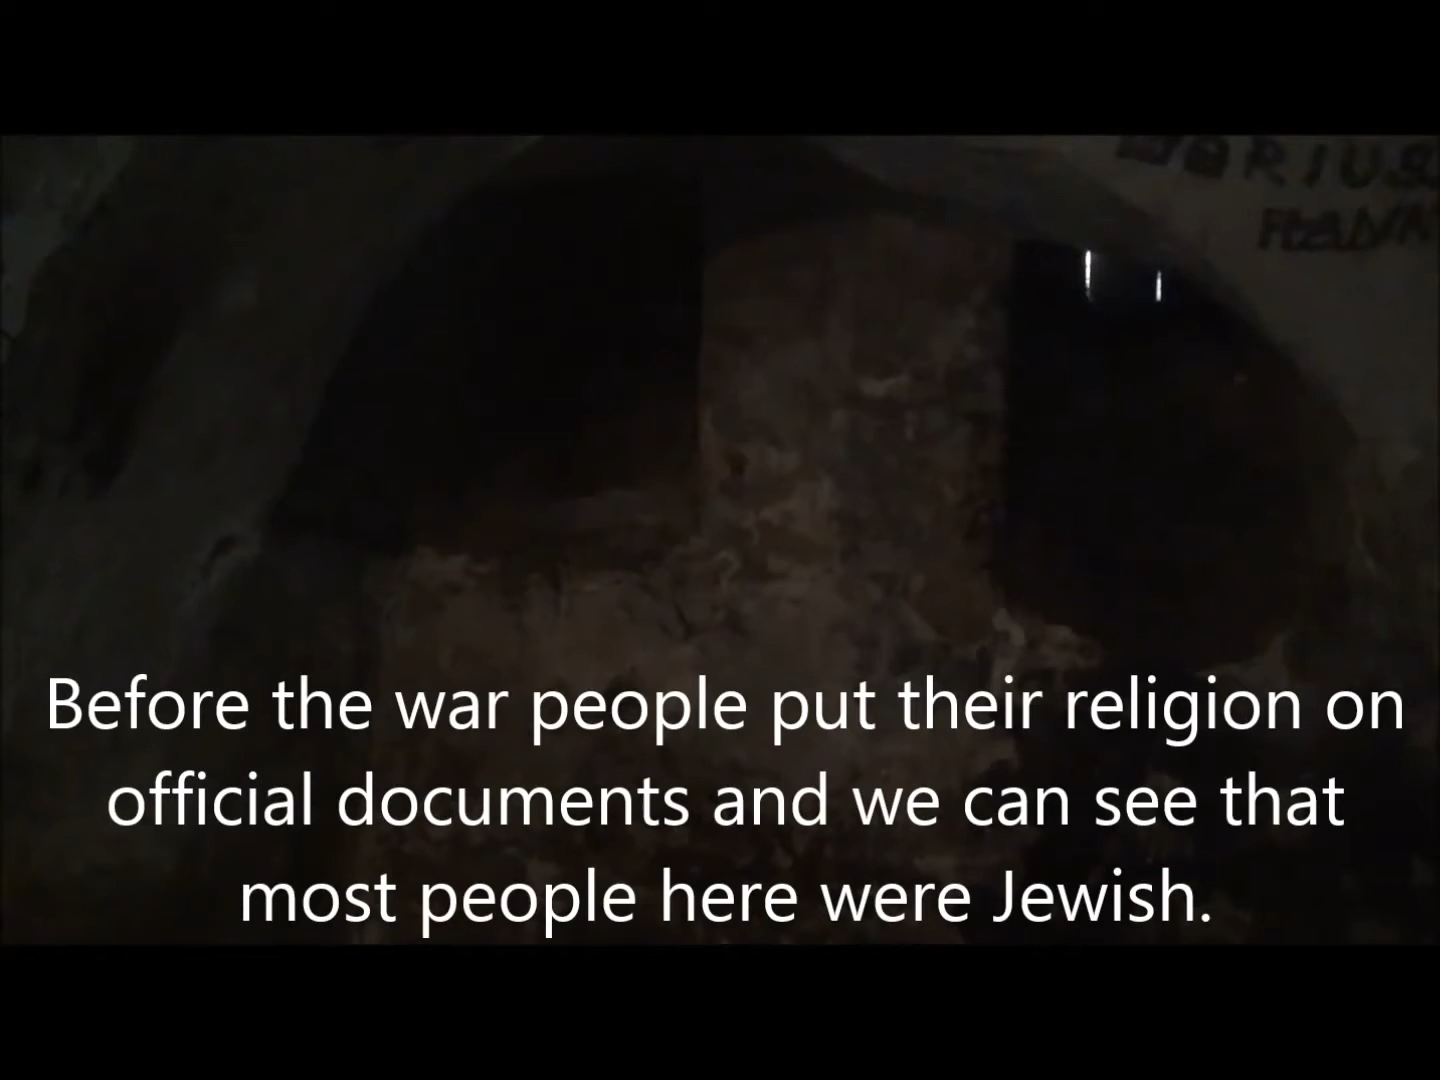 Before the war people put their religion on
official documents and we can see that
most people here were Jewish.